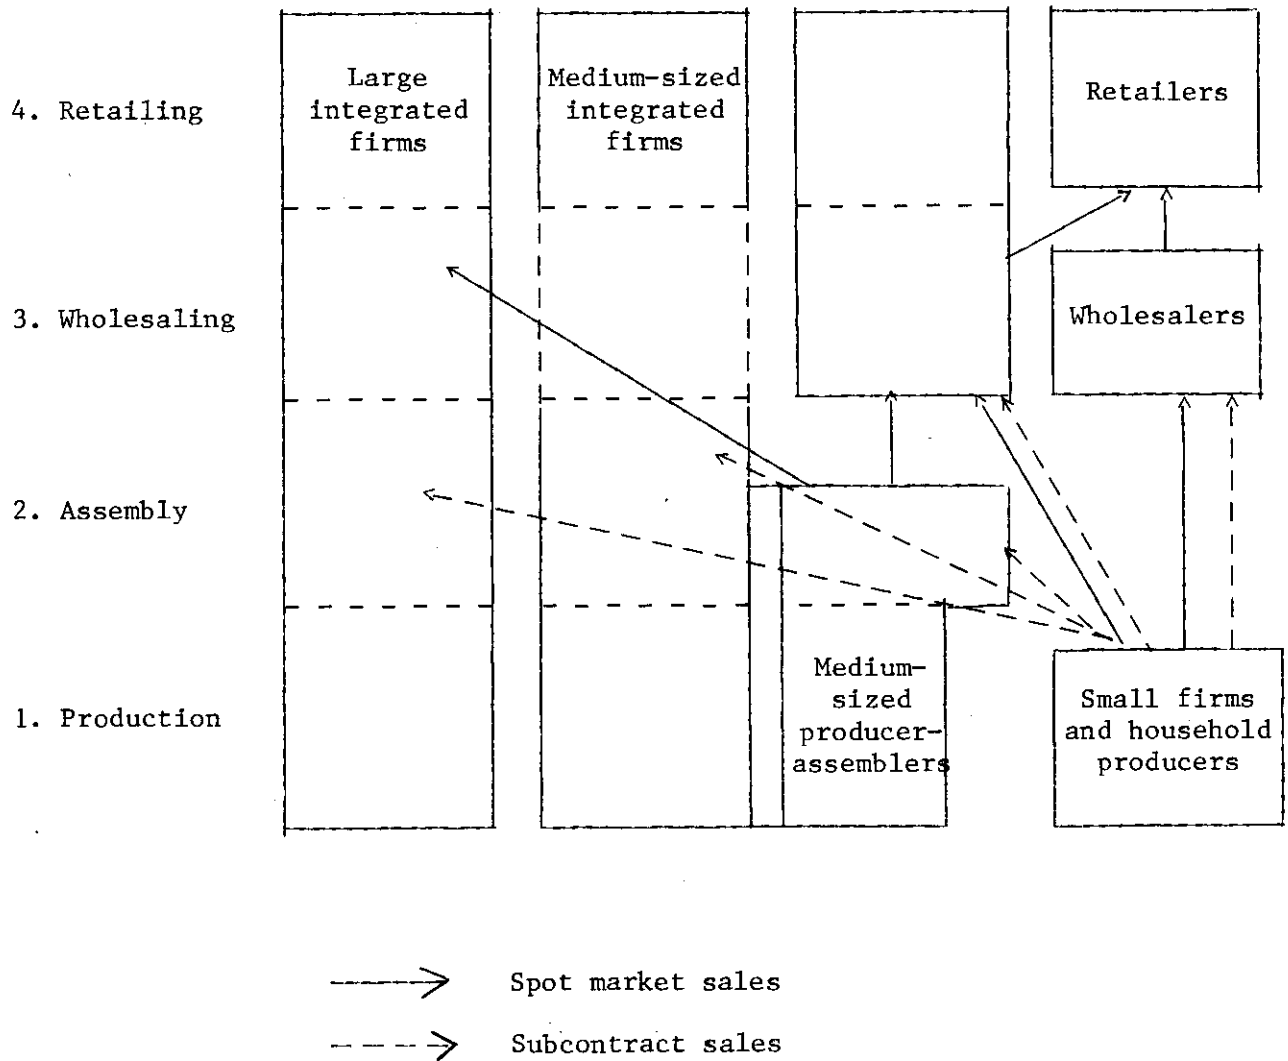 4. Retailing
Large
integrated
firms
Medium-sized
integrated
firms
Retailers
3. Wholesaling
Wholesalers
2. Assembly
1. Production
Medium-
sized
producer-
assemblers
Small firms
and household
producers
Spot market sales
Subcontract sales